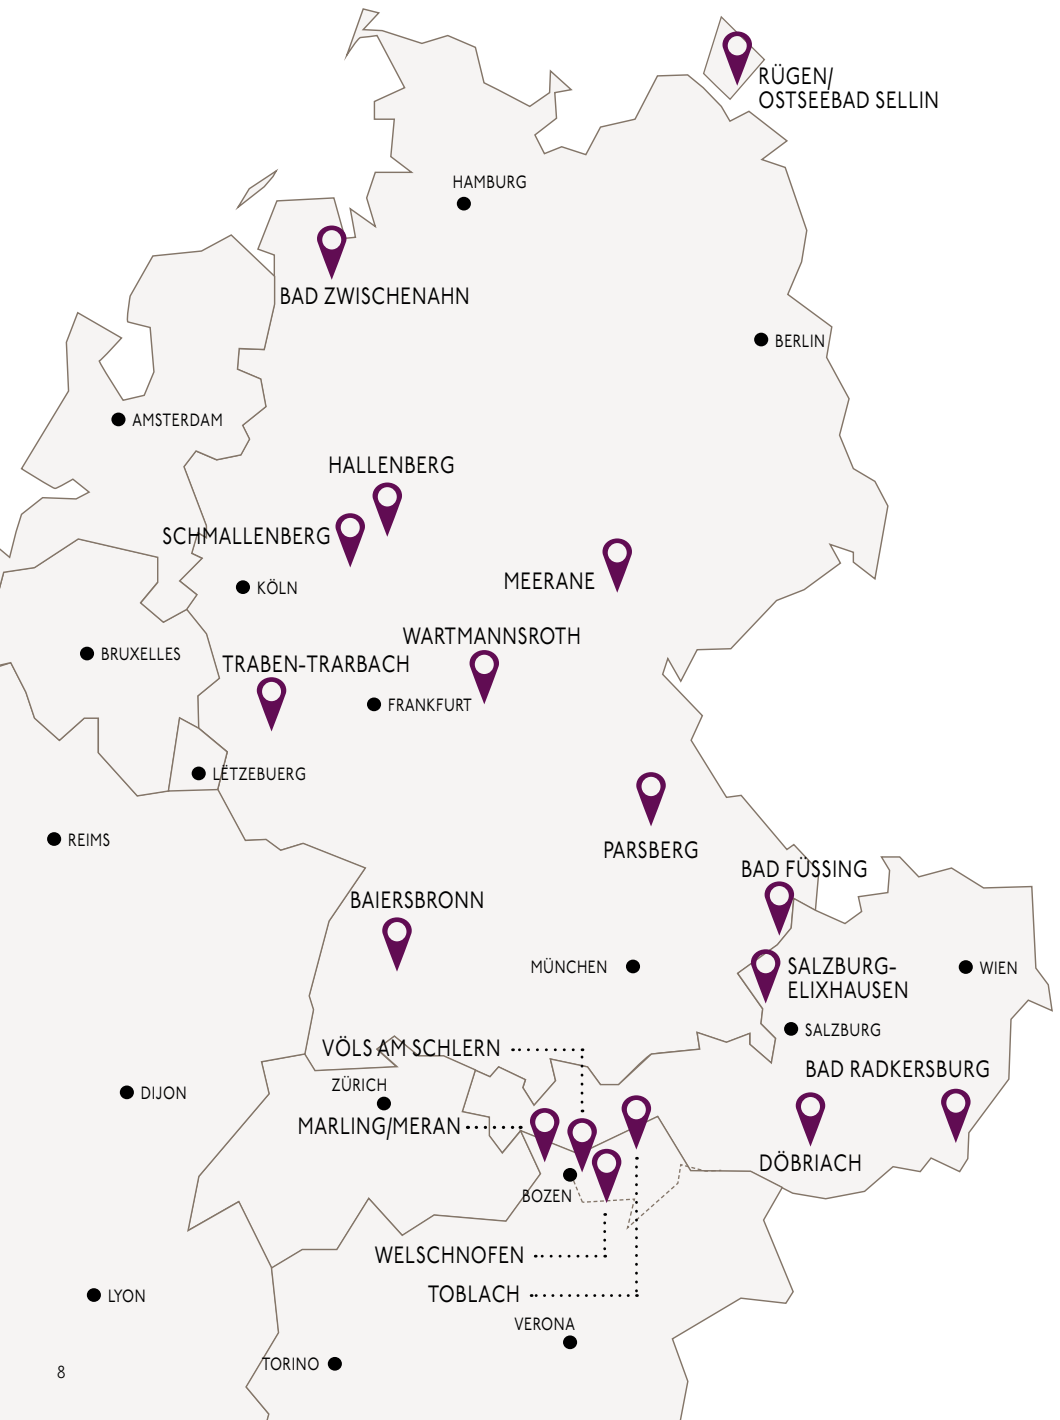 RÜGEN/
OSTSEEBAD SELLIN
HAMBURG
BAD ZWISCHENAHN
BERLIN
AMSTERDAM
HALLENBERG
SCHMALLENBERG
MEERANE
KÖLN
WARTMANNSROTH
BRUXELLES
TRABEN-TRARBACH
FRANKFURT
LËTZEBUERG
REIMS
PARSBERG
BAD FÜSSING
BAIERSBRONN
MÜNCHEN
SALZBURG-
ELIXHAUSEN
WIEN
SALZBURG
VÖLS AM SCHLERN
BAD RADKERSBURG
ZÜRICH
DIJON
MARLING/MERAN
DÖBRIACH
BOZEN
WELSCHNOFEN
TOBLACH
LYON
VERONA
TORINO
8